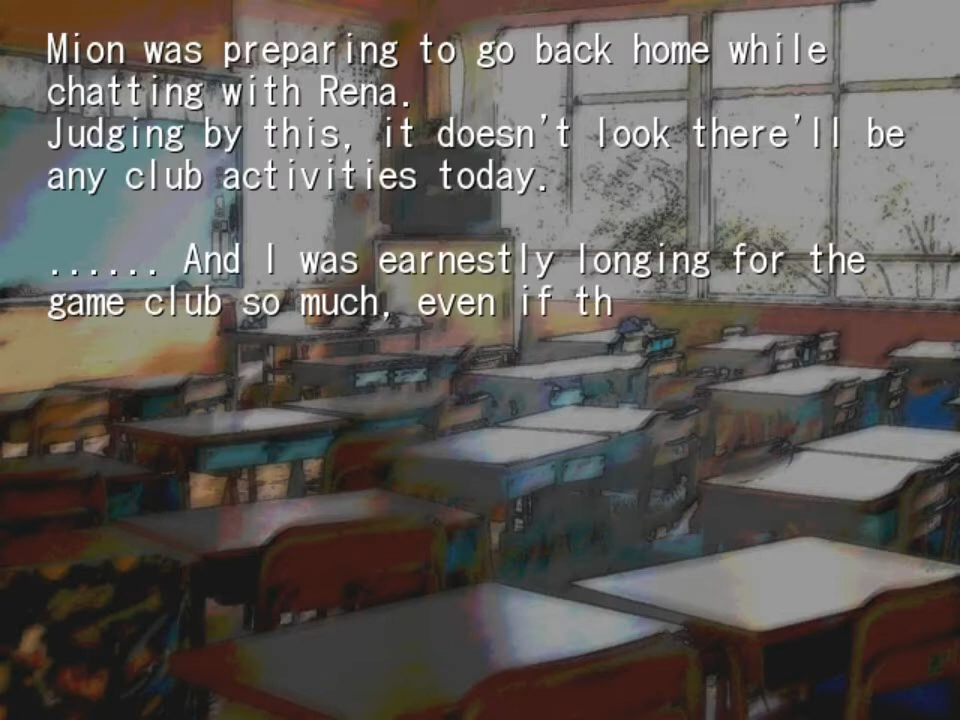 Mion was preparing to go back home while
chatting with Rena.
Judging by this, it doesn't look there'll be
any club activities today.
...... And I was earnestly longing for the
game club so much, even if th